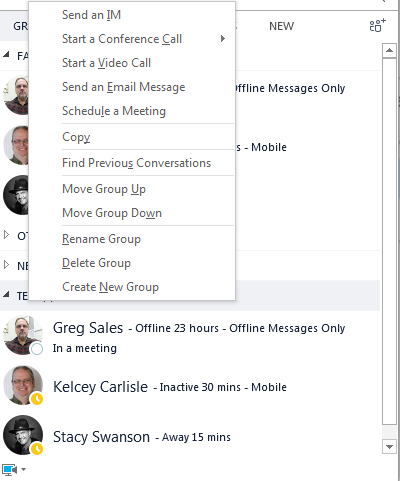 GR
NEW
Send an IM
Start a Conference Call
Start a Video Call
Send an Email Message
Schedule a Meeting
Copy
Find Previous Conversations
Move Group Up
Move Group Down
Rename Group
Delete Group
Create New Group
FA
Offline Messages Only
- Mobile
OT
NE
TE
Greg Sales - Offline 23 hours - Offline Messages Only
In a meeting
Kelcey Carlisle - Inactive 30 mins - Mobile
Stacy Swanson - Away 15 mins